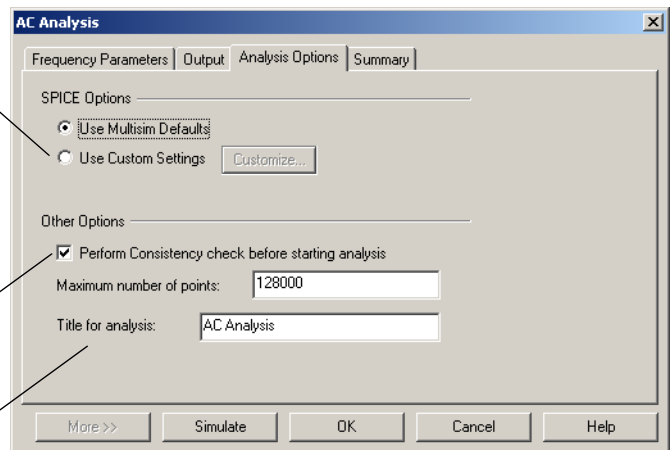 AC Analysis
Frequency Parameters Output Analysis Options Summary
SPICE Options
Use Multisim Defaults
Use Custom Settings Customize...
Other Options
Perform Consistency check before starting analysis
Maximum number of points: 128000
Title for analysis: AC Analysis
More >> Simulate OK Cancel Help